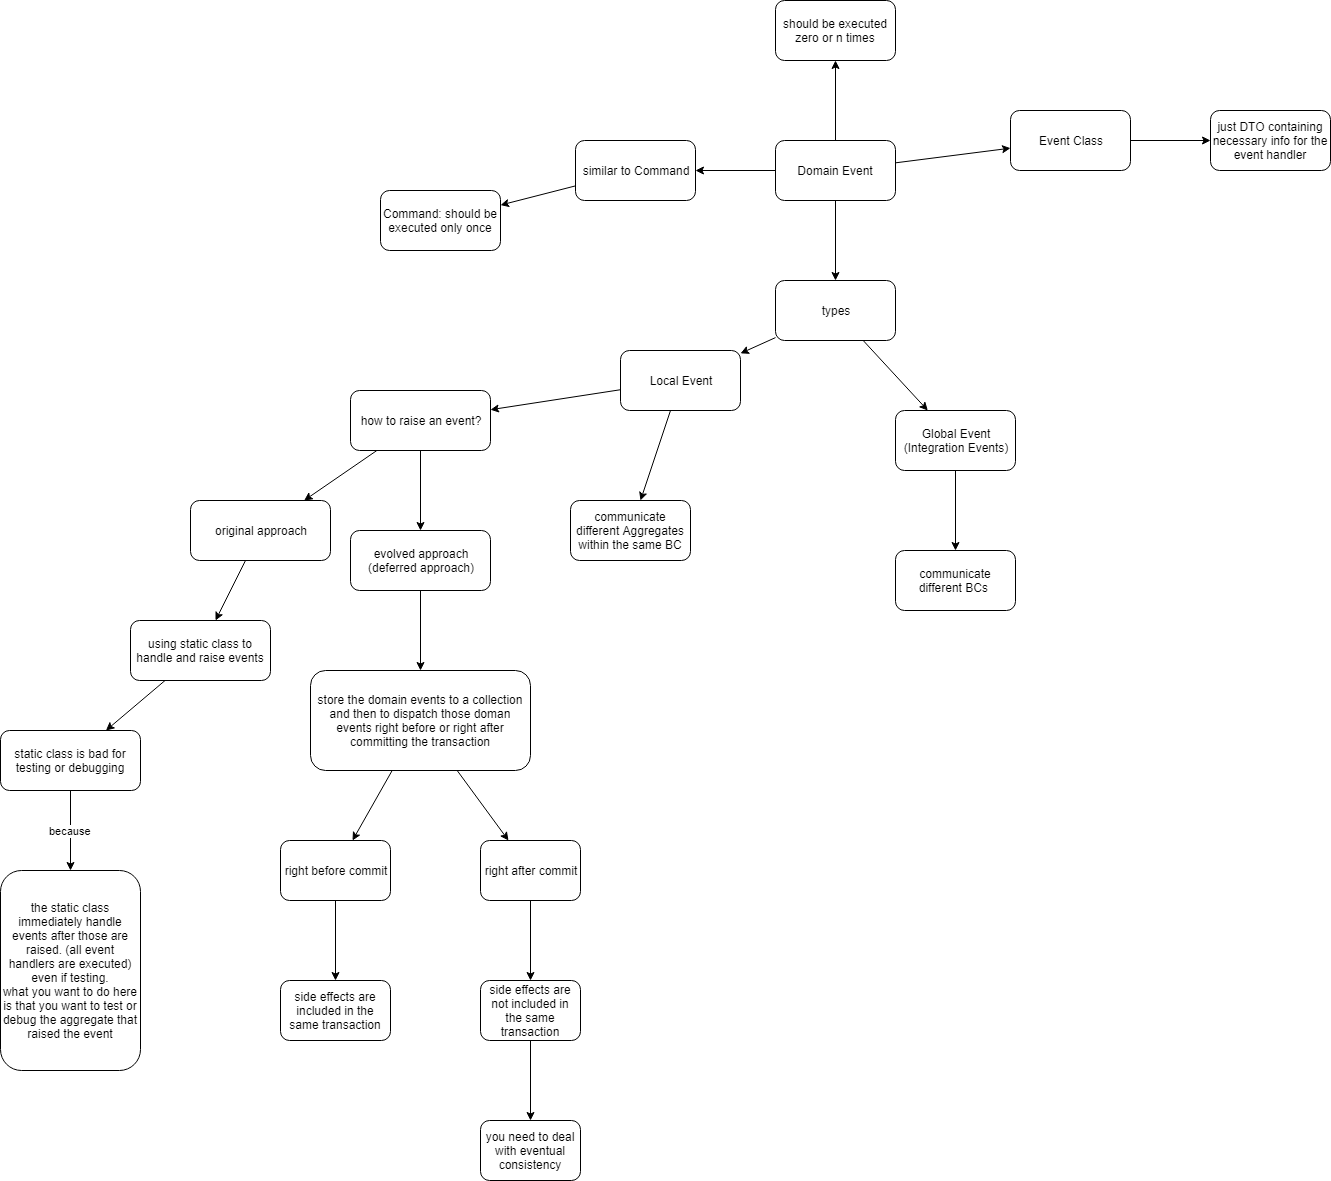 should be executed
zero or n times
Event Class
just DTO containing
necessary info for the
event handler
similar to Command
Domain Event
Command: should be
executed only once
types
Local Event
how to raise an event?
Global Event
(Integration Events)
original approach
communicate
different Aggregates
within the same BC
evolved approach
(deferred approach)
communicate
different BCs
using static class to
handle and raise events
store the domain events to a collection
and then to dispatch those doman
events right before or right after
committing the transaction
static class is bad for
testing or debugging
because
right before commit
right after commit
the static class
immediately handle
events after those are
raised. (all event
handlers are executed)
even if testing.
what you want to do here
is that you want to test or
debug the aggregate that
raised the event
side effects are
included in the
same transaction
side effects are
not included in
the same
transaction
you need to deal
with eventual
consistency